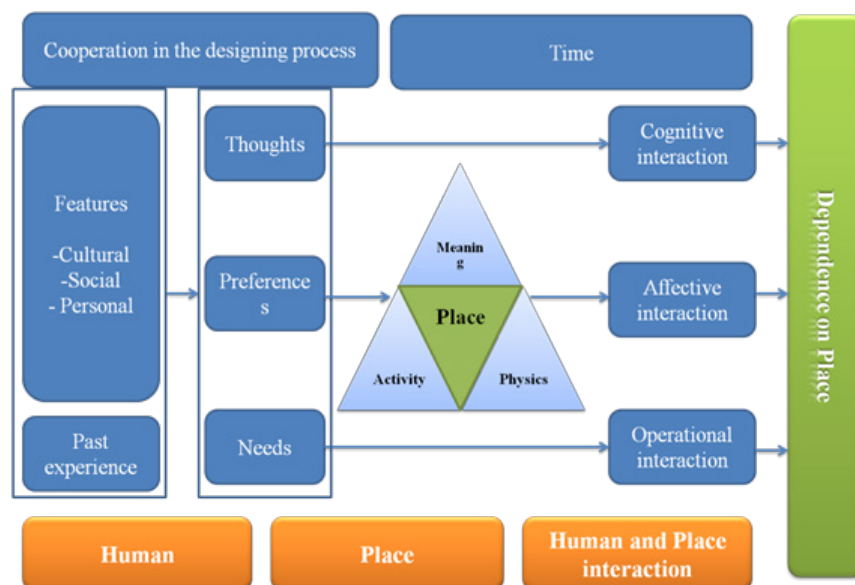 Cooperation in the designing process
Time
Features
-Cultural
-Social
- Personal
Past
experience
Thoughts
Preference
s
Needs
Meanin
g
Place
Activity
Physics
Cognitive
interaction
Affective
interaction
Operational
interaction
Dependence on Place
Human
Place
Human and Place
interaction